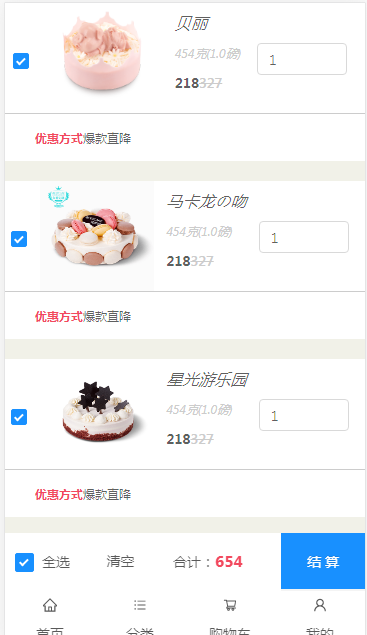 贝丽
454克(1.0磅)
1
218327
优惠方式爆款直降
马卡龙の吻
454克(1.0磅)
1
218327
优惠方式爆款直降
星光游乐园
454克(1.0磅)
1
218327
优惠方式爆款直降
全选 清空 合计：654 结算
首页 分类 购物车 我的